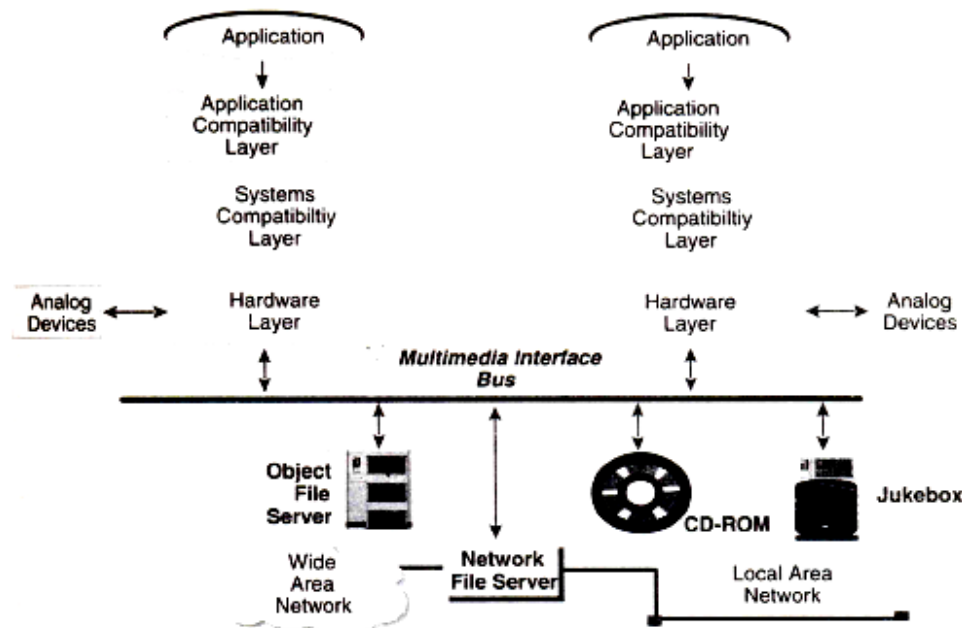 Application
Application
Application
Compatibility
Layer
Application
Compatibility
Layer
Systems
Compatibiltiy
Layer
Systems
Compatibiltiy
Layer
Analog
Devices
Hardware
Layer
Hardware
Layer
Analog
Devices
Multimedia Interface
Bus
Object
File
Server
CD-ROM
Jukebox
Wide
Area
Network
Network
File Server
Local Area
Network